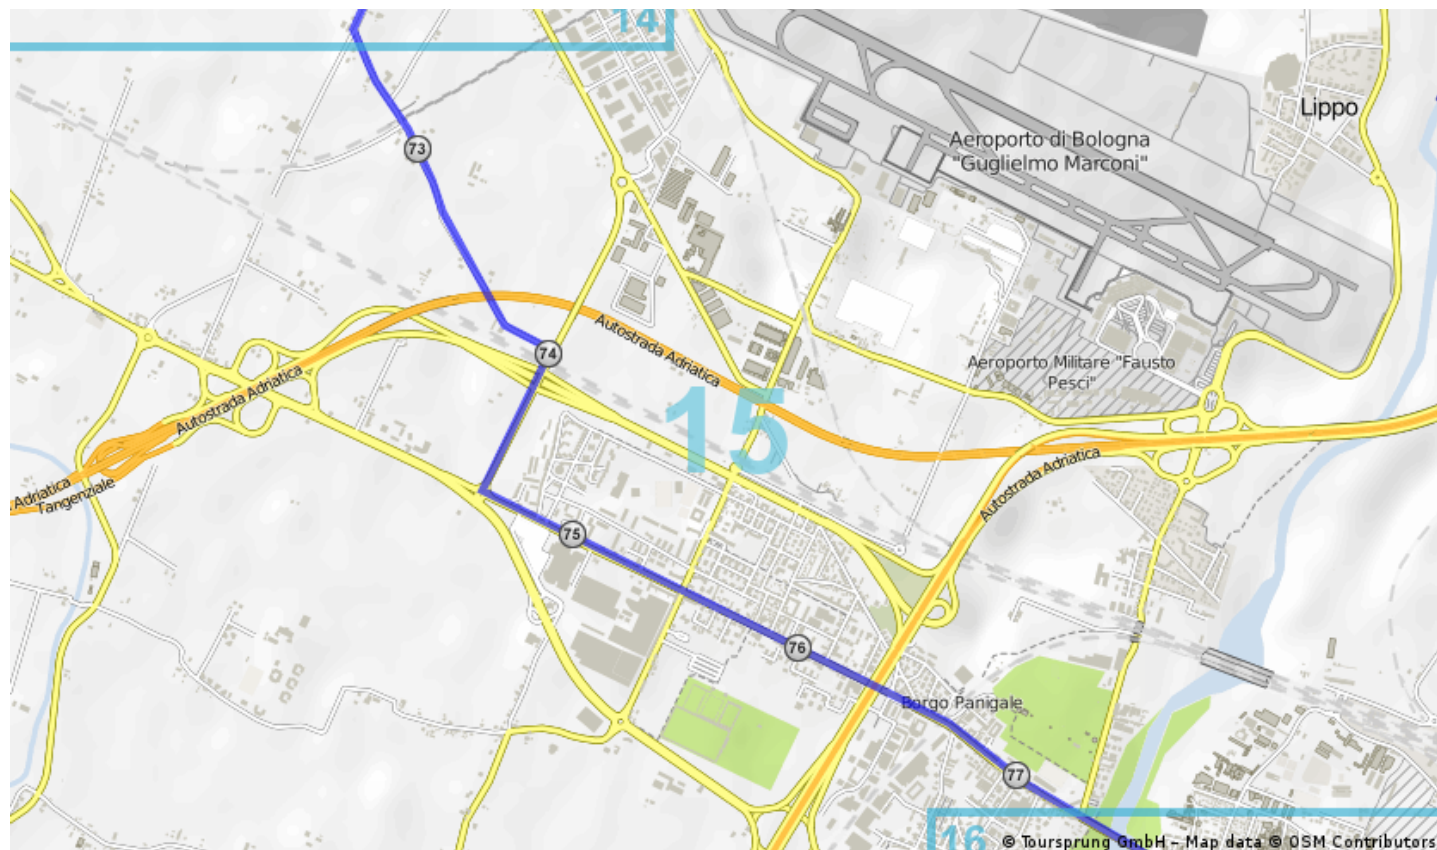 14
Lippo
Aeroporto di Bologna
"Guglielmo Marconi"
73
Autostrada Adriatica
74
Aeroporto Militare "Fausto
Pesci"
Autostrada Adriatica
15
Autostrada Adriatica
Adriatica
Tangenziale
75
76
Borgo Panigale
77
16
© Toursprung GmbH – Map data © OSM Contributors